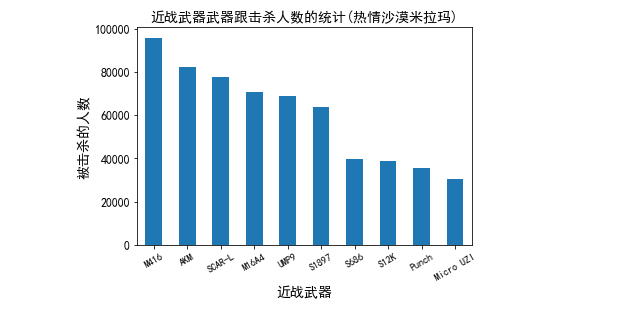 近战武器武器跟击杀人数的统计(热情沙漠米拉玛)
100000
80000
60000
40000
20000
0
被击杀的人数
M416
AKM
SCAR-L
M16A4
UMP9
S1897
S686
S12K
Punch
Micro UZI
近战武器